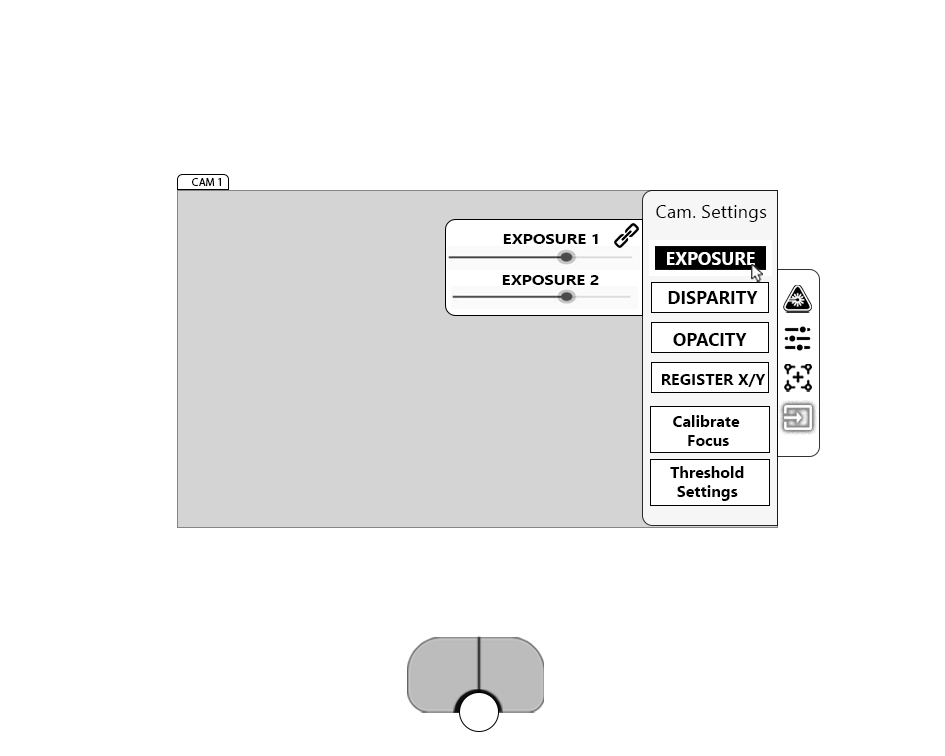 CAM 1
Cam. Settings
EXPOSURE 1
EXPOSURE 2
EXPOSURE
DISPARITY
OPACITY
REGISTER X/Y
Calibrate
Focus
Threshold
Settings